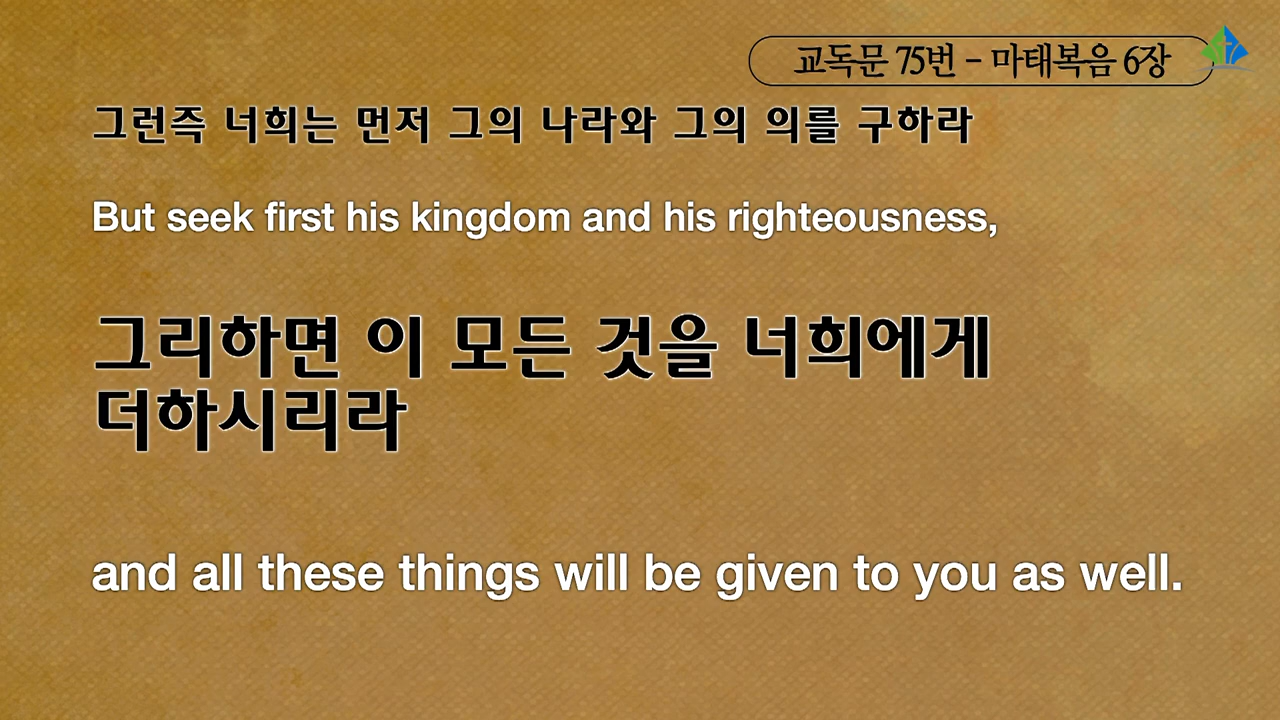 교독문 75번 - 마태복음 6장
그런즉 너희는 먼저 그의 나라와 그의 의를 구하라
But seek first his kingdom and his righteousness,
그리하면 이 모든 것을 너희에게
더하시리라
and all these things will be given to you as well.